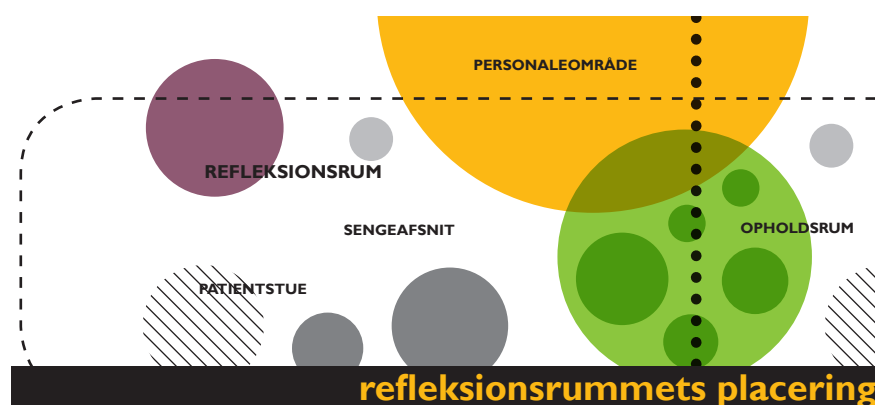 PERSONALEOMRÅDE
REFLEKSIONSRUM
SENGEAFSNIT
OPHOLDSRUM
PATIENTSTUE
refleksionsrummets placering